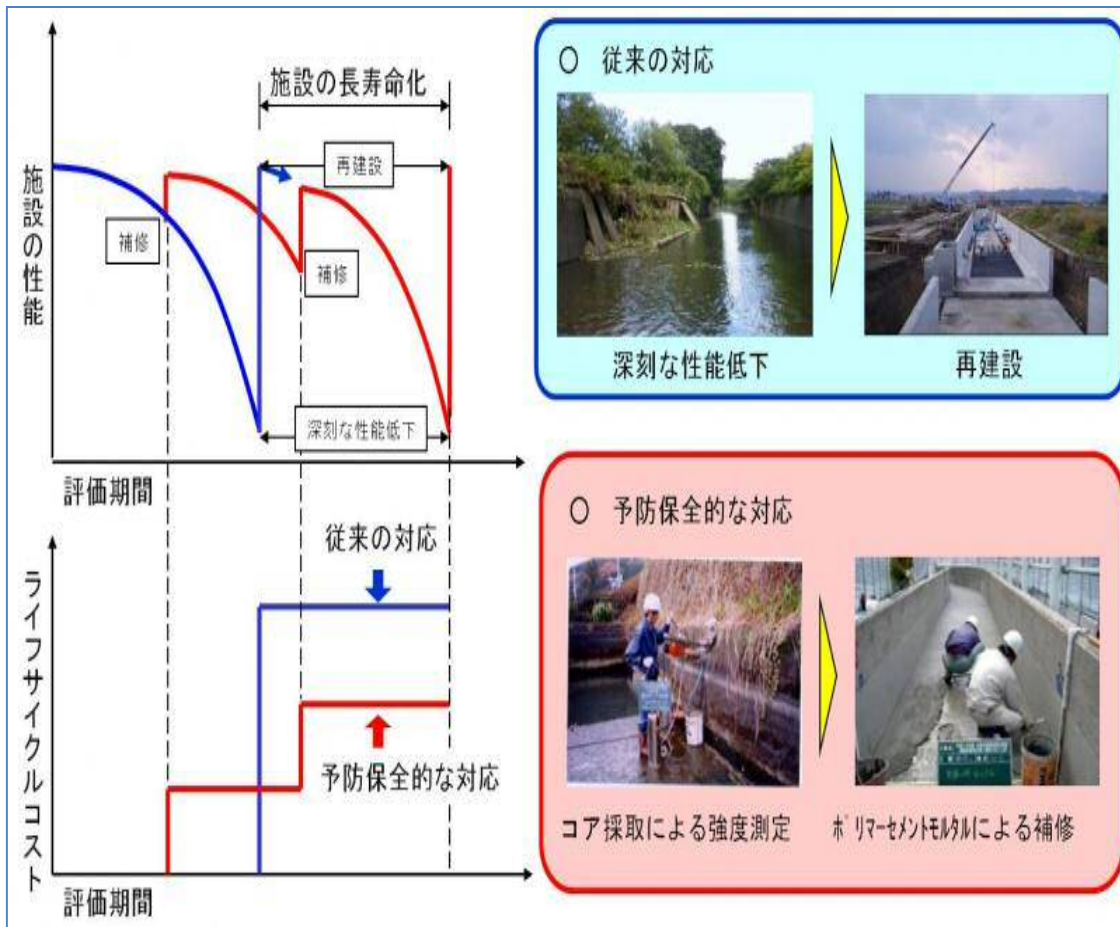 施設の長寿命化
再建設
補修
補修
深刻な性能低下
施設の性能
評価期間
従来の対応
予防保全的な対応
ライフサイクルコスト
評価期間
○ 従来の対応
深刻な性能低下
再建設
○ 予防保全的な対応
コア採取による強度測定
ポリマーセメントモルタルによる補修